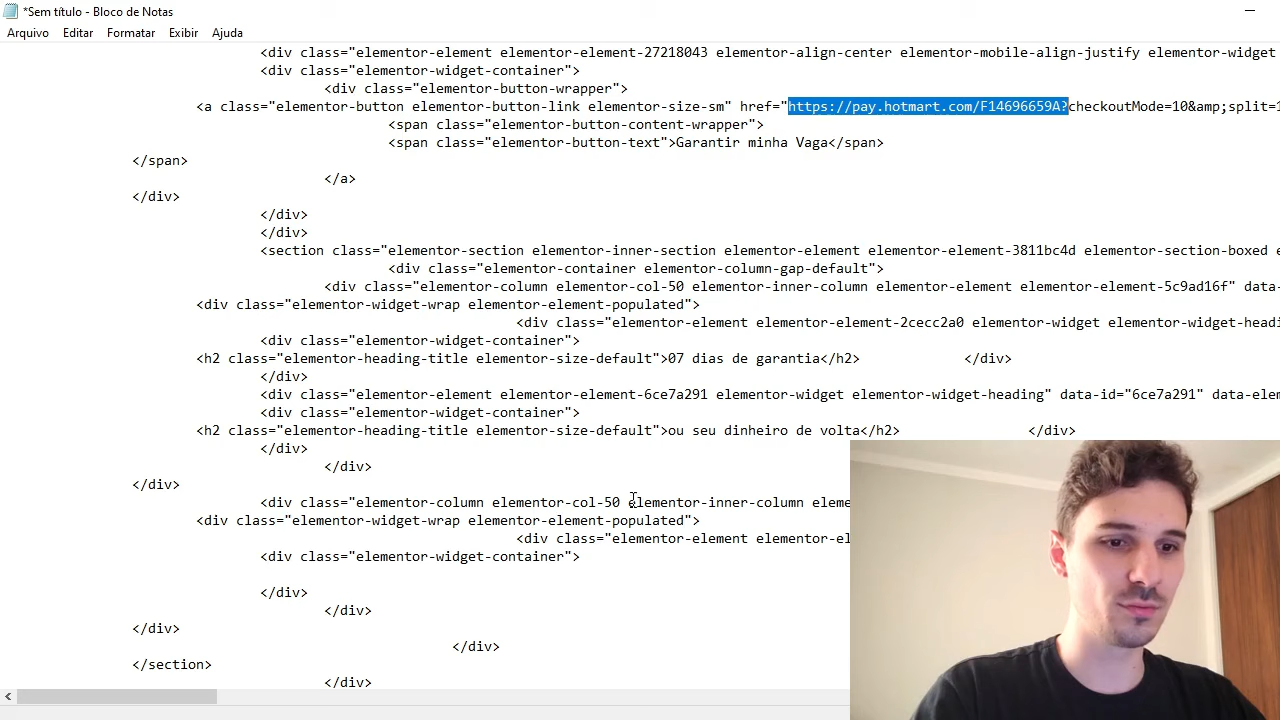 *Sem título - Bloco de Notas
Arquivo Editar Formatar Exibir Ajuda
<div class="elementor-element elementor-element-27218043 elementor-align-center elementor-mobile-align-justify elementor-widget
<div class="elementor-widget-container">
<div class="elementor-button-wrapper">
<a class="elementor-button elementor-button-link elementor-size-sm" href="https://pay.hotmart.com/F14696659A?checkoutMode=10&amp;split=1
<span class="elementor-button-content-wrapper">
<span class="elementor-button-text">Garantir minha Vaga</span>
</span>
</a>
</div>
</div>
</div>
<section class="elementor-section elementor-inner-section elementor-element elementor-element-3811bc4d elementor-section-boxed e
<div class="elementor-container elementor-column-gap-default">
<div class="elementor-column elementor-col-50 elementor-inner-column elementor-element elementor-element-5c9ad16f" data-
<div class="elementor-widget-wrap elementor-element-populated">
<div class="elementor-element elementor-element-2cecc2a0 elementor-widget elementor-widget-headi
<div class="elementor-widget-container">
<h2 class="elementor-heading-title elementor-size-default">07 dias de garantia</h2> </div>
</div>
<div class="elementor-element elementor-element-6ce7a291 elementor-widget elementor-widget-heading" data-id="6ce7a291" data-elem
<div class="elementor-widget-container">
<h2 class="elementor-heading-title elementor-size-default">ou seu dinheiro de volta</h2> </div>
</div>
</div>
</div>
<div class="elementor-column elementor-col-50 elementor-inner-column eleme
<div class="elementor-widget-wrap elementor-element-populated">
<div class="elementor-element elementor-el
<div class="elementor-widget-container">
</div>
</div>
</div>
</div>
</section>
</div>